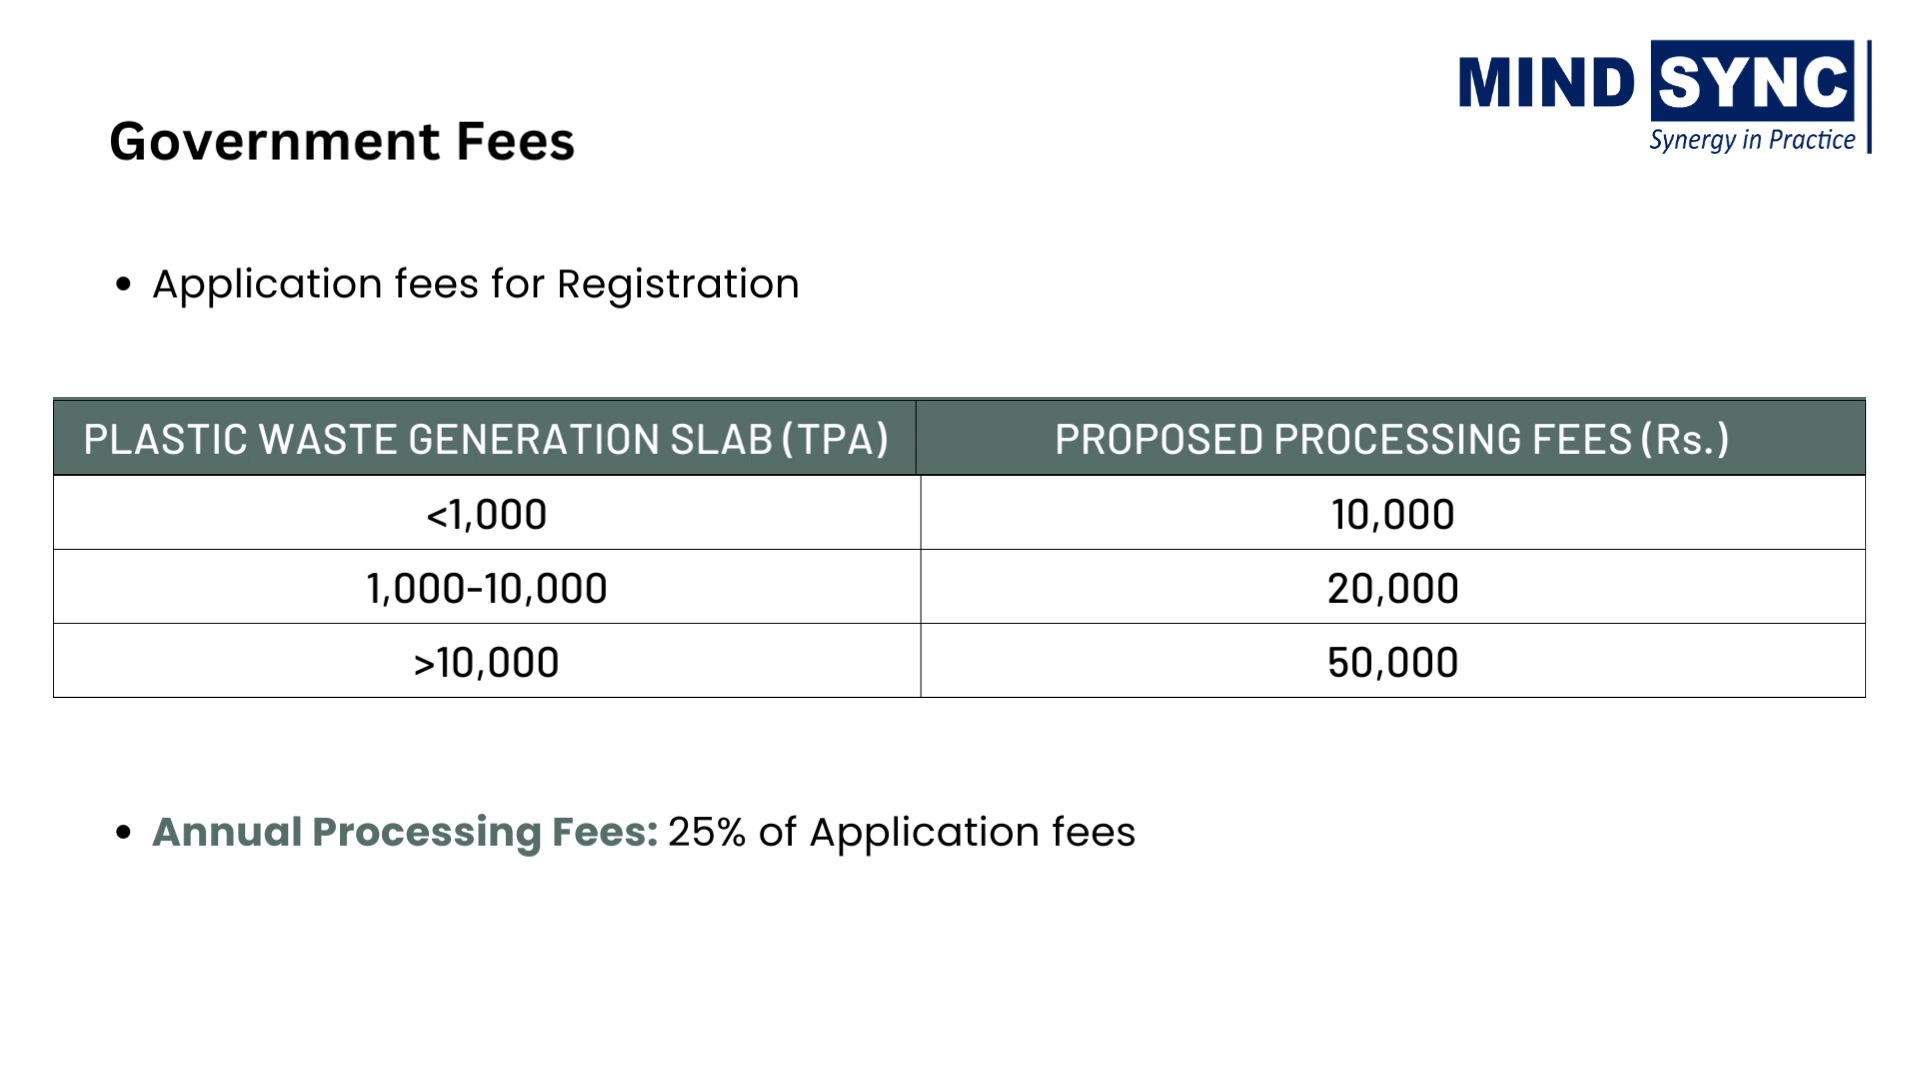 MIND SYNC
Synergy in Practice
Government Fees
• Application fees for Registration
PLASTIC WASTE GENERATION SLAB (TPA) PROPOSED PROCESSING FEES (Rs.)
<1,000 10,000
1,000-10,000 20,000
>10,000 50,000
• Annual Processing Fees: 25% of Application fees